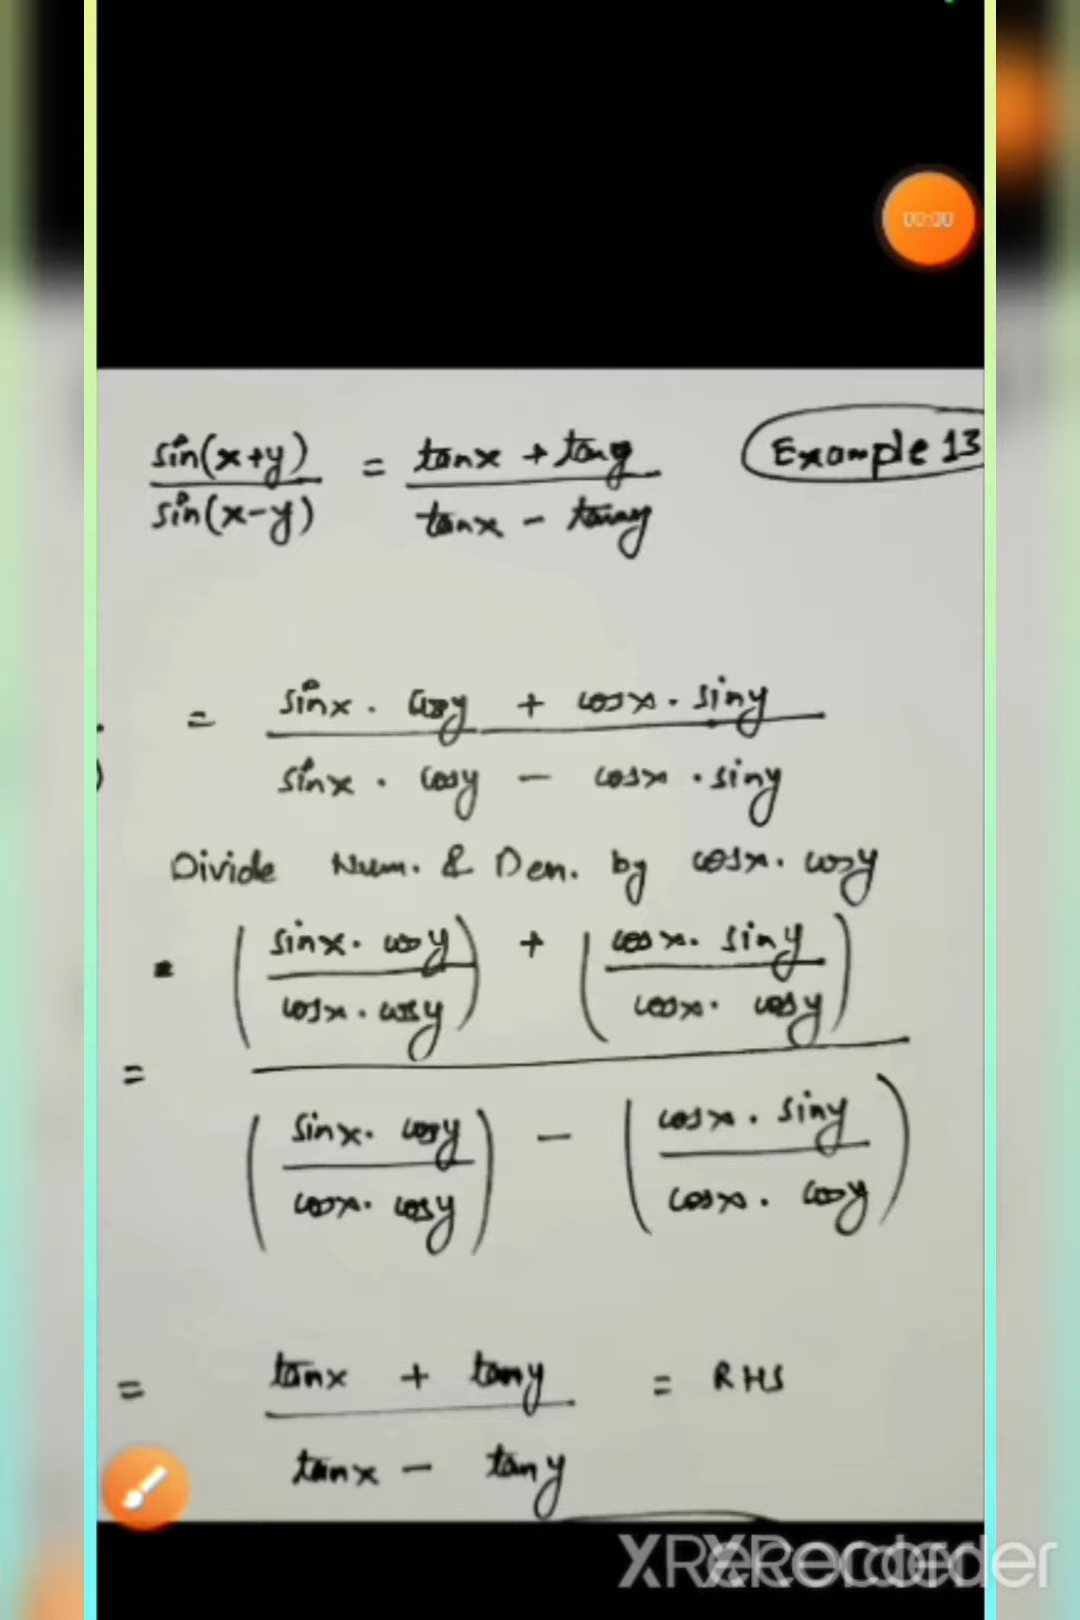 00:00
sin(x+y) / sin(x-y) = tanx + tany / tanx - tany
Example 13
= sinx . cosy + cosx . siny / sinx . cosy - cosx . siny
)
Divide Num. & Den. by cosx. cosy
= (sinx. cosy / cosx. cosy) + (cosx. siny / cosx. cosy)
=
(sinx. cosy / cosx. cosy) - (cosx. siny / cosx. cosy)
= tanx + tany / tanx - tany = RHS
XRecorder